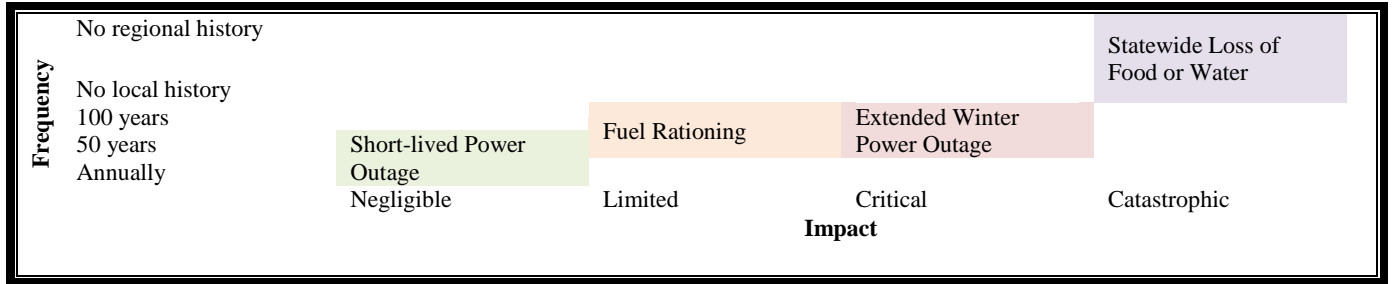 Frequency
No regional history
Statewide Loss of
Food or Water
No local history
100 years
50 years
Annually
Short-lived Power
Outage
Fuel Rationing
Extended Winter
Power Outage
Negligible
Limited
Critical
Catastrophic
Impact